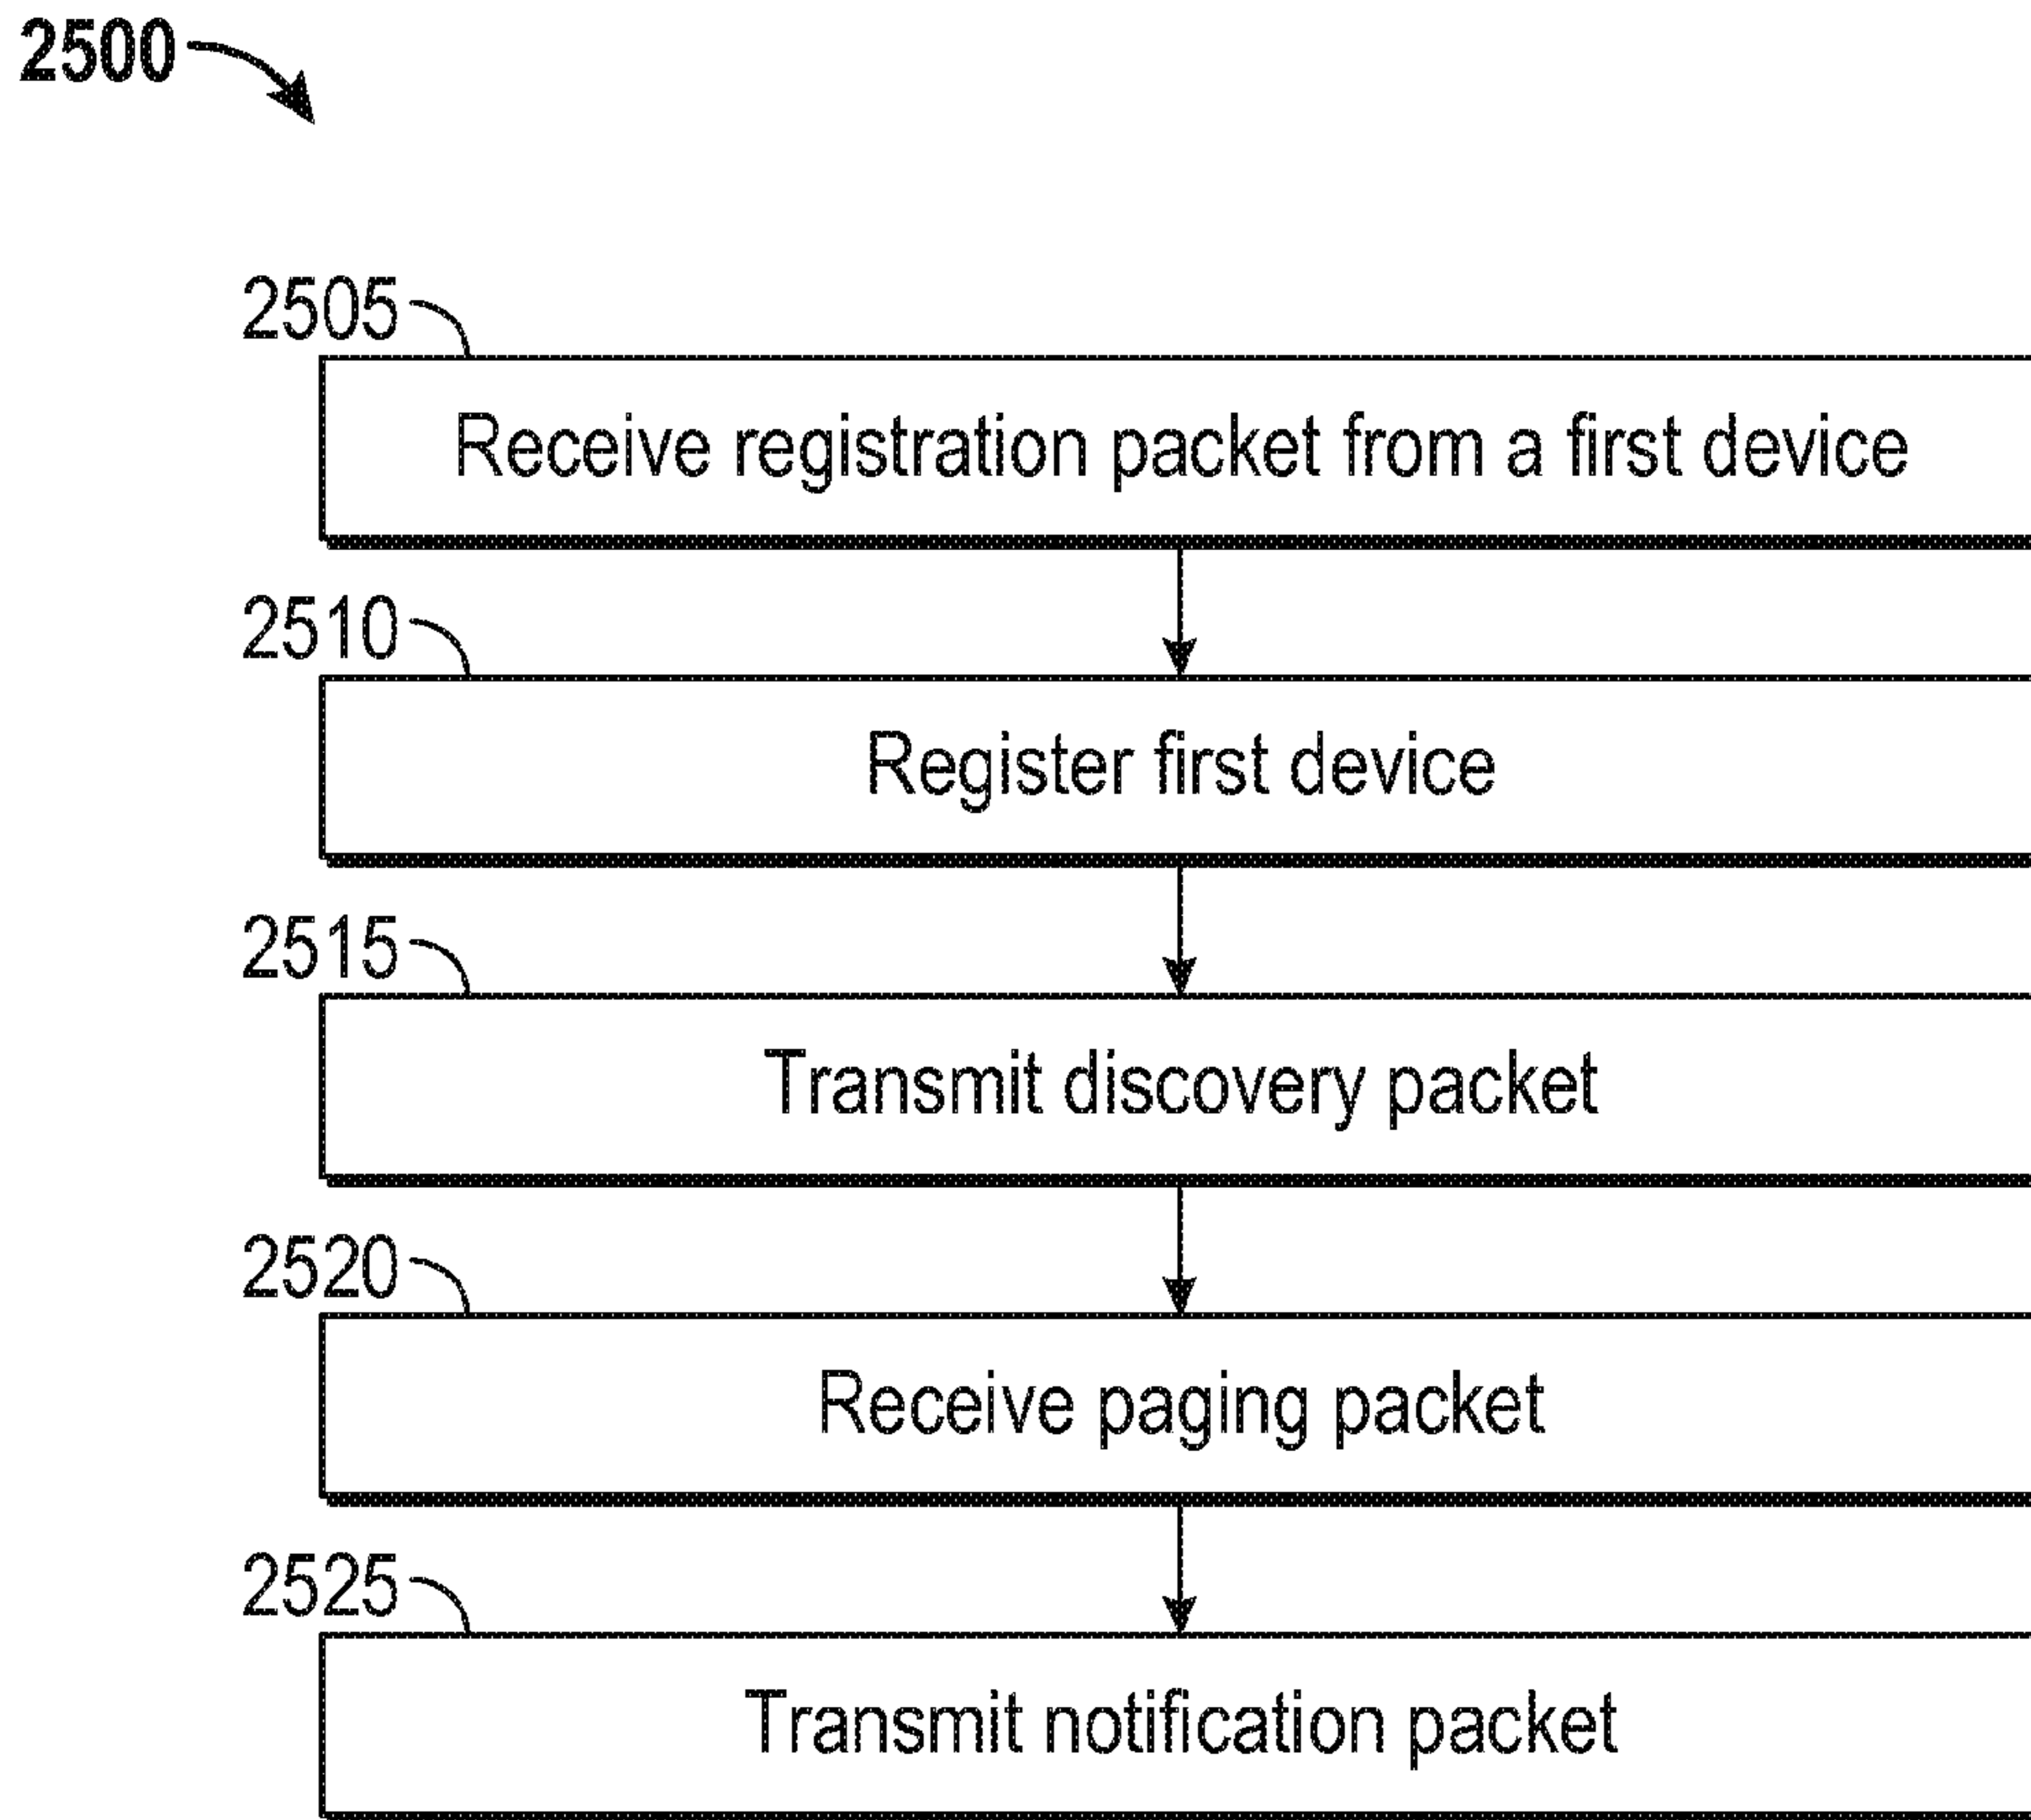 2500
2505
Receive registration packet from a first device
2510
Register first device
2515
Transmit discovery packet
2520
Receive paging packet
2525
Transmit notification packet